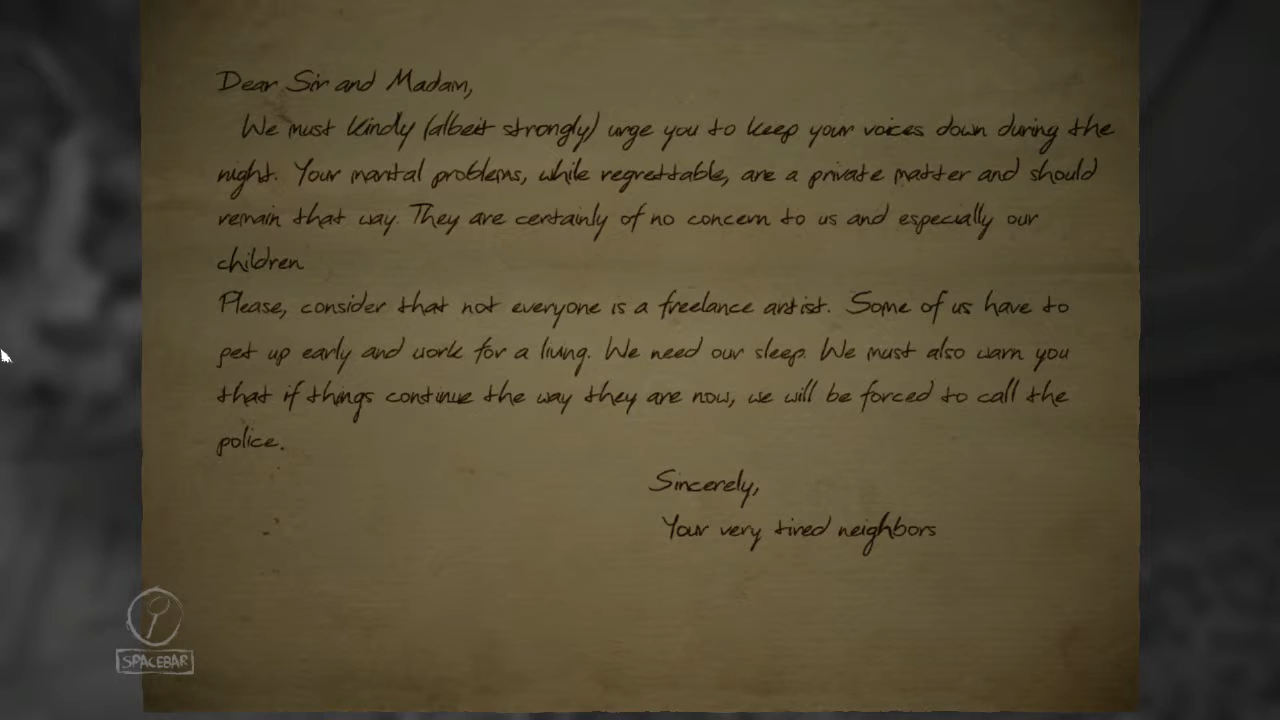 Dear Sir and Madam,
We must kindly (albeit strongly) urge you to keep your voices down during the
night. Your marital problems, while regrettable, are a private matter and should
remain that way. They are certainly of no concern to us and especially our
children.
Please, consider that not everyone is a freelance artist. Some of us have to
get up early and work for a living. We need our sleep. We must also warn you
that if things continue the way they are now, we will be forced to call the
police.
Sincerely,
Your very tired neighbors
SPACEBAR